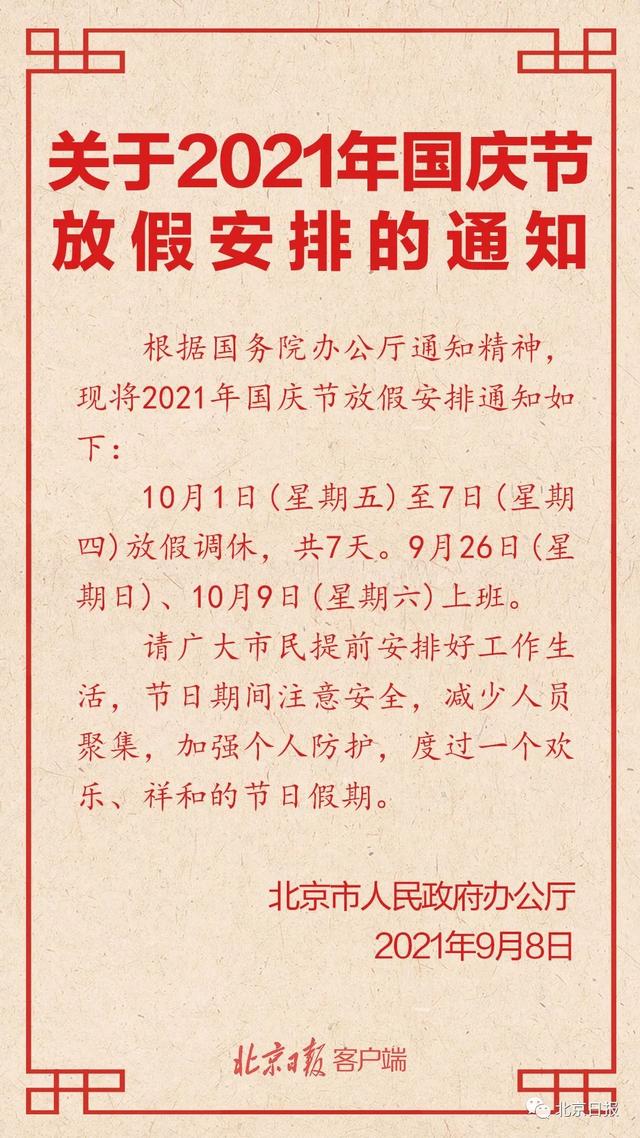 关于2021年国庆节
放假安排的通知
根据国务院办公厅通知精神，
现将2021年国庆节放假安排通知如
下：
10月1日(星期五)至7日(星期
四)放假调休，共7天。9月26日(星
期日)、10月9日(星期六)上班。
请广大市民提前安排好工作生
活，节日期间注意安全，减少人员
聚集，加强个人防护，度过一个欢
乐、祥和的节日假期。
北京市人民政府办公厅
2021年9月8日
北京日报 客户端
北京日报